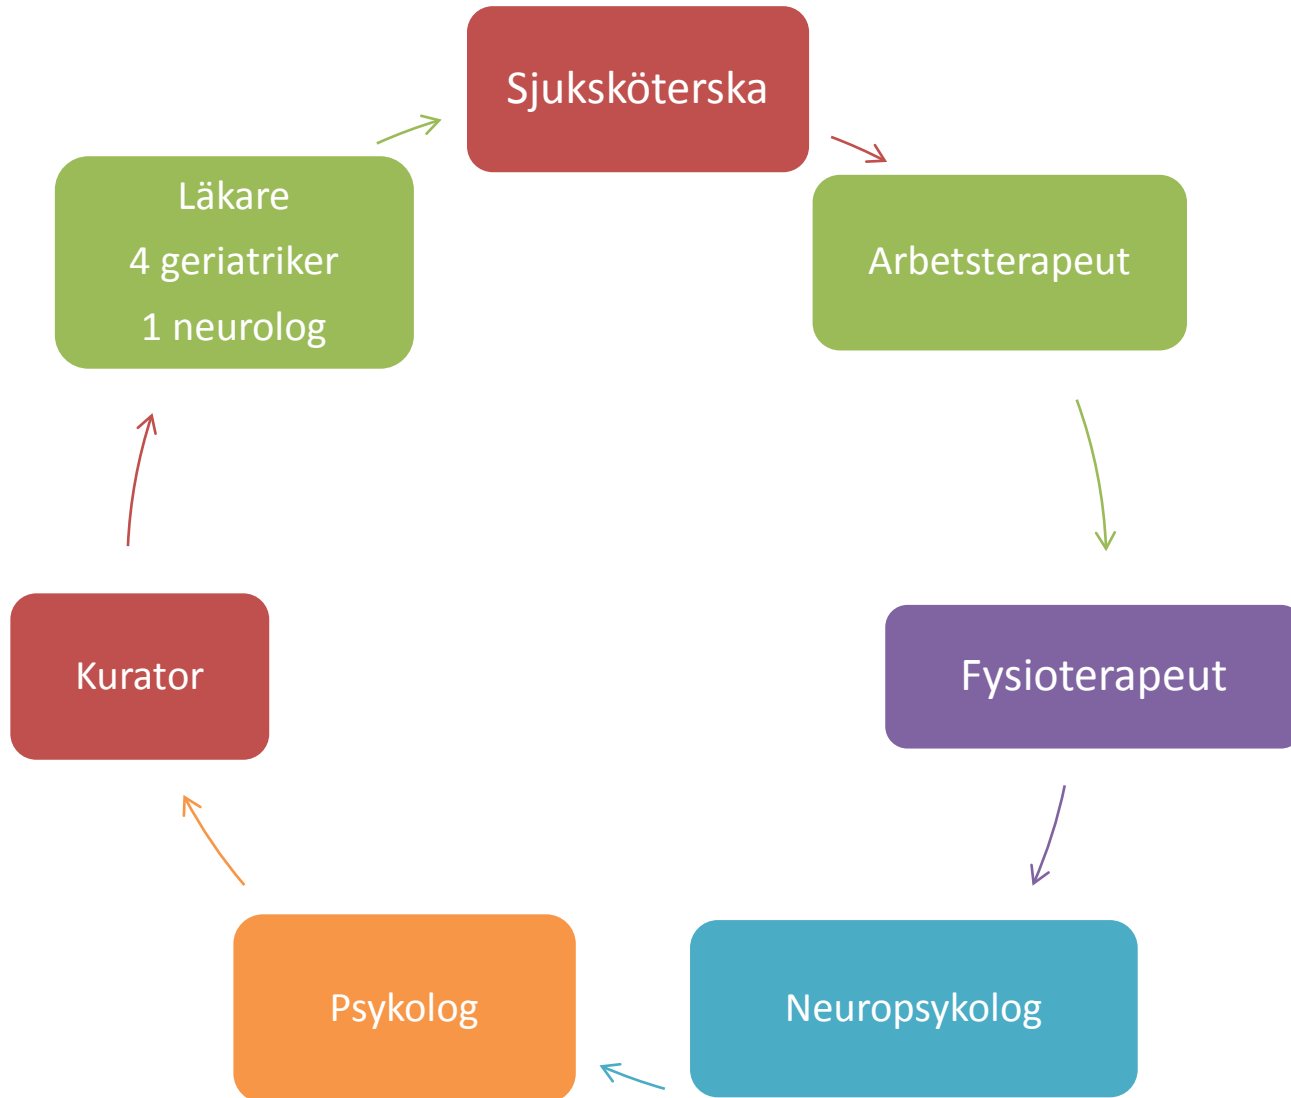 Sjuksköterska
Läkare
4 geriatriker
1 neurolog
Arbetsterapeut
Kurator
Fysioterapeut
Psykolog
Neuropsykolog